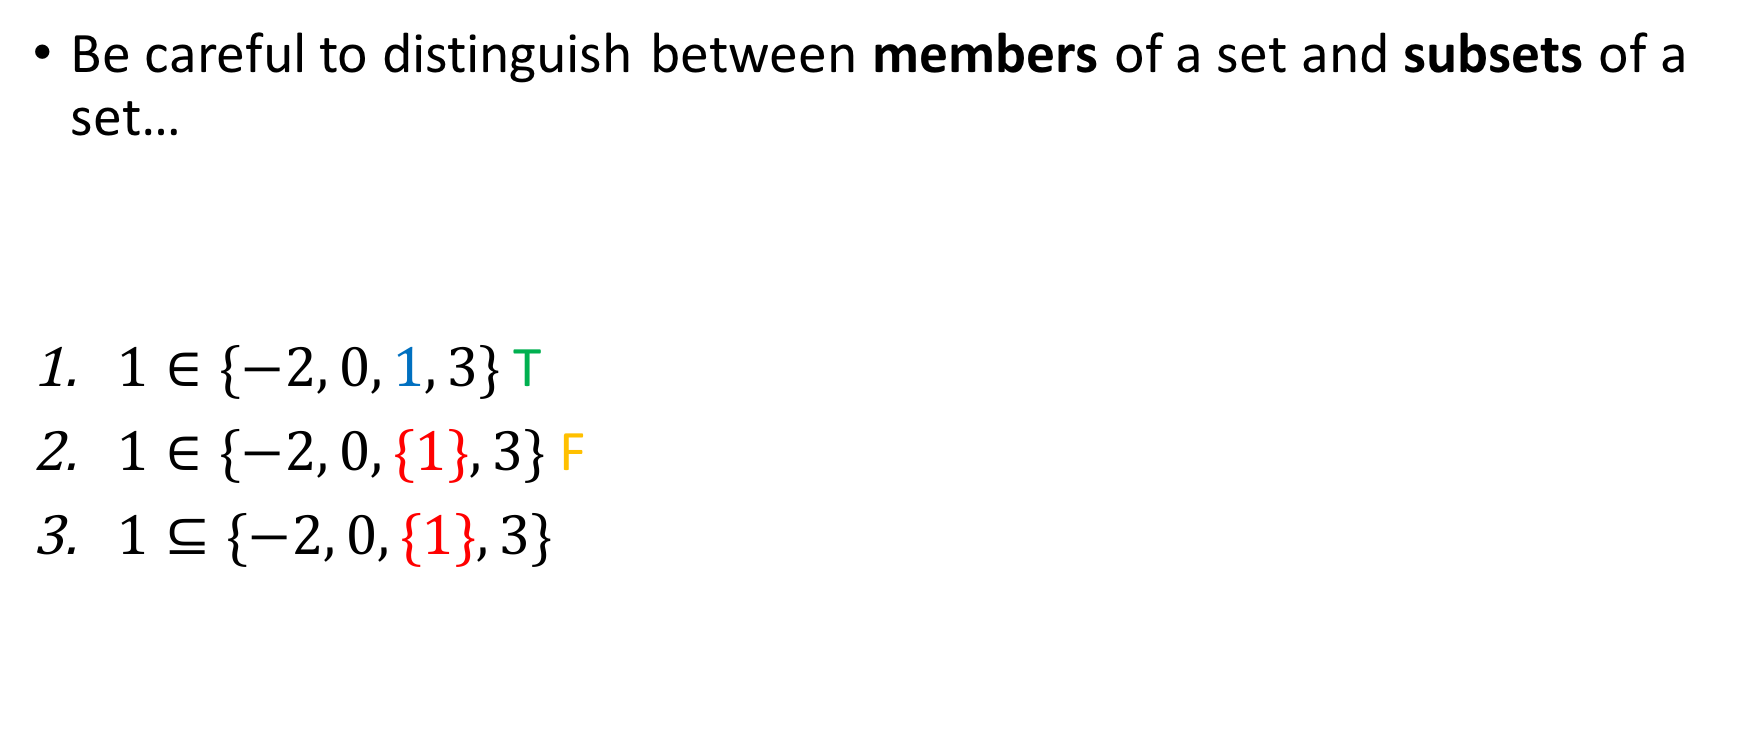 • Be careful to distinguish between members of a set and subsets of a
set...
1. 1 ∈ {−2, 0, 1, 3} T
2. 1 ∈ {−2, 0, {1}, 3} F
3. 1 ⊆ {−2, 0, {1}, 3}